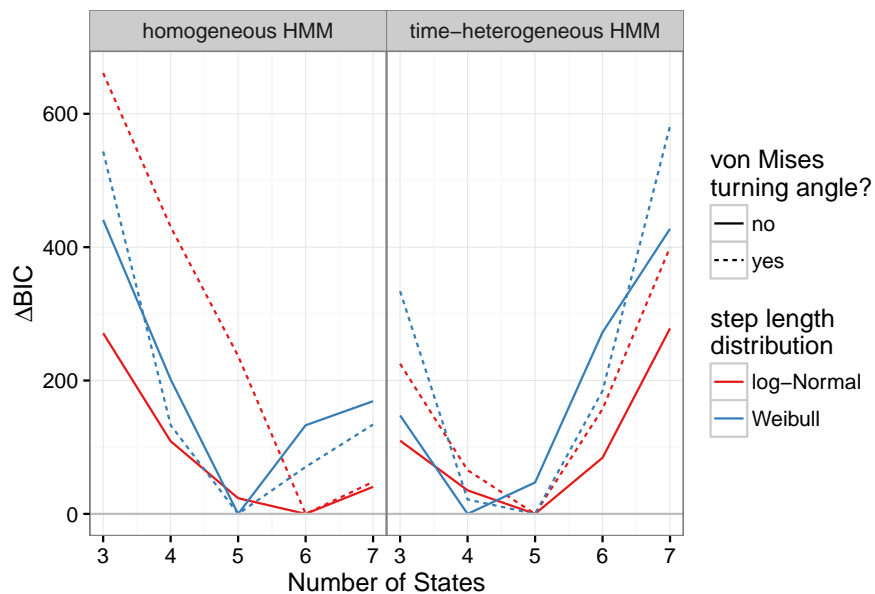 homogeneous HMM
time−heterogeneous HMM
ΔBIC
600
400
200
0
3 4 5 6 7
3 4 5 6 7
Number of States
von Mises
turning angle?
no
yes
step length
distribution
log−Normal
Weibull